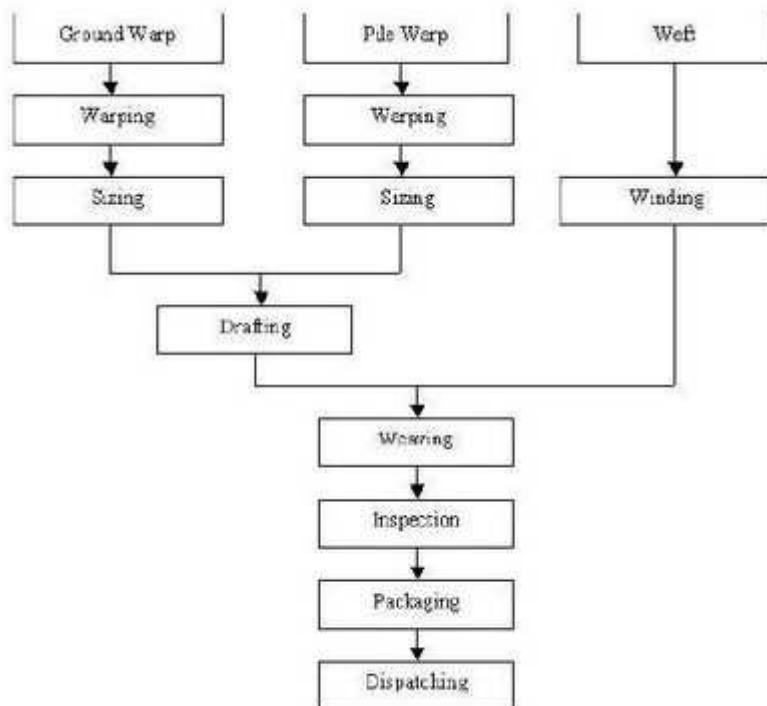 Ground Warp
Pile Warp
Weft
Warping
Warping
Sizing
Sizing
Winding
Drafting
Weaving
Inspection
Packaging
Dispatching